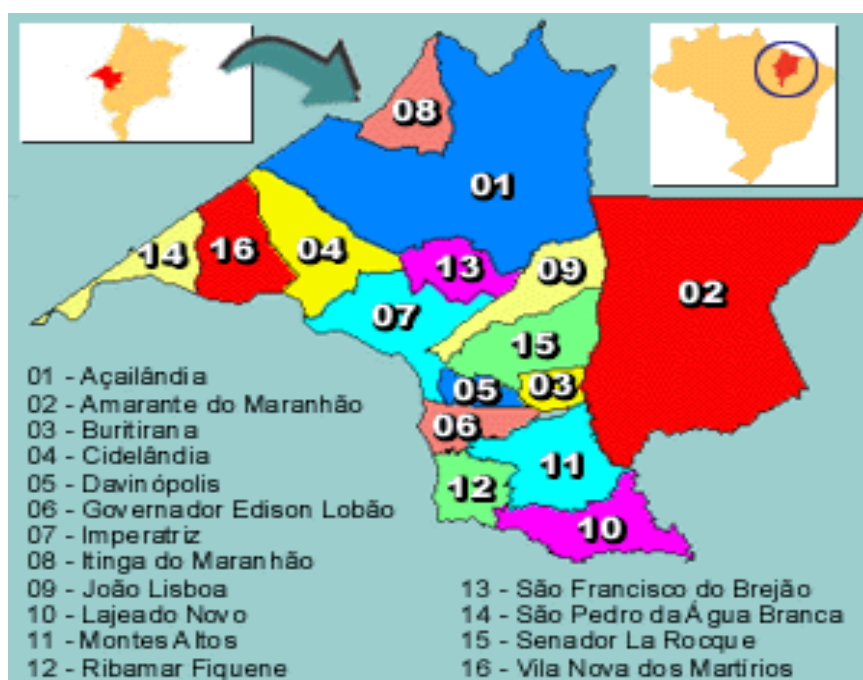 08
01
14
16
04
13
09
02
07
15
05
03
06
11
12
10
01 - Açailândia
02 - Amarante do Maranhão
03 - Buritirana
04 - Cidelândia
05 - Davinópolis
06 - Governador Edison Lobão
07 - Imperatriz
08 - Itinga do Maranhão
09 - João Lisboa
10 - Lajeado Novo
11 - Montes Altos
12 - Ribamar Fiquene
13 - São Francisco do Brejão
14 - São Pedro da Água Branca
15 - Senador La Rocque
16 - Vila Nova dos Martírios